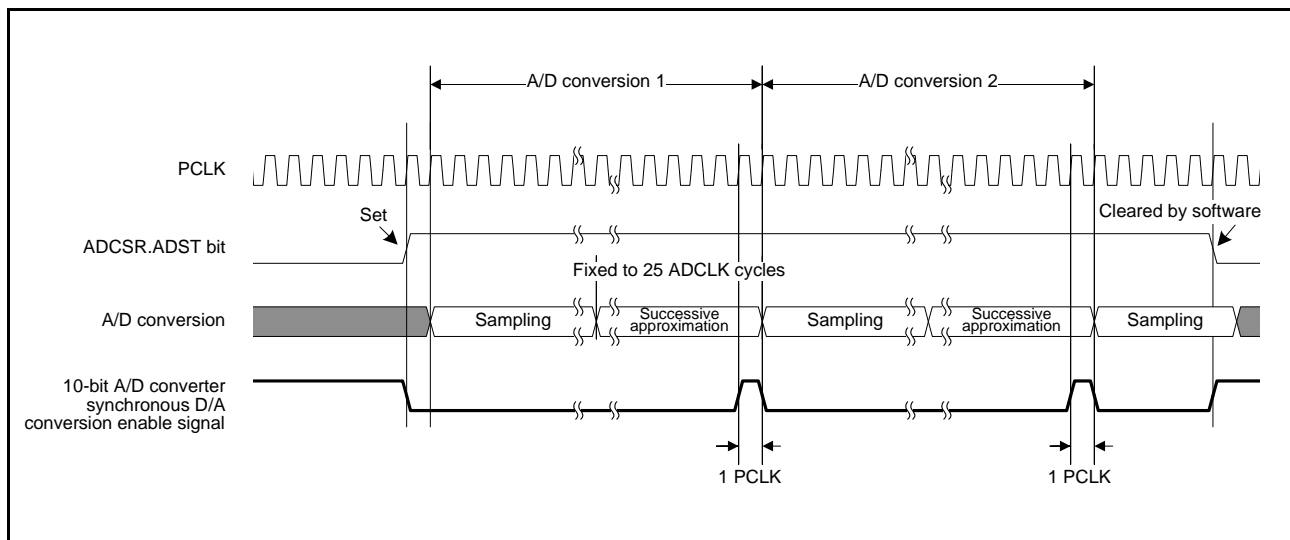 A/D conversion 1
A/D conversion 2
PCLK
Set
Cleared by software
ADCSR.ADST bit
Fixed to 25 ADCLK cycles
A/D conversion
Sampling
Successive
approximation
Sampling
Successive
approximation
Sampling
10-bit A/D converter
synchronous D/A
conversion enable signal
1 PCLK
1 PCLK